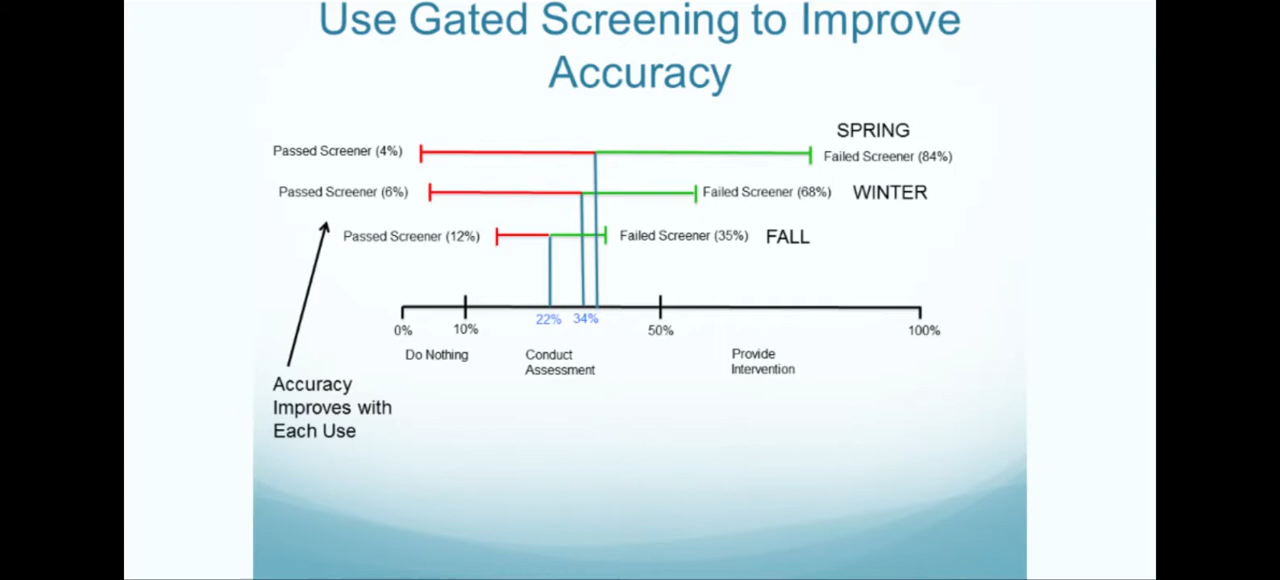 Use Gated Screening to Improve
Accuracy
SPRING
Passed Screener (4%)
Failed Screener (84%)
Passed Screener (6%)
Failed Screener (68%)
WINTER
Passed Screener (12%)
Failed Screener (35%)
FALL
22%
34%
0%
10%
50%
100%
Do Nothing
Conduct
Assessment
Provide
Intervention
Accuracy
Improves with
Each Use